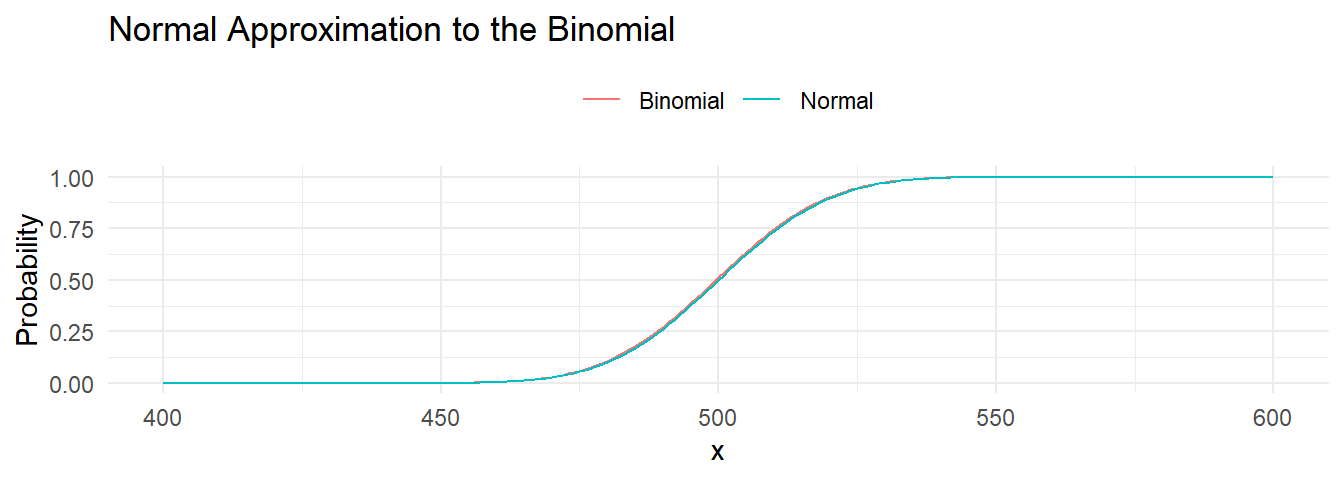 Normal Approximation to the Binomial
Binomial Normal
Probability
1.00
0.75
0.50
0.25
0.00
400 450 500 550 600
x